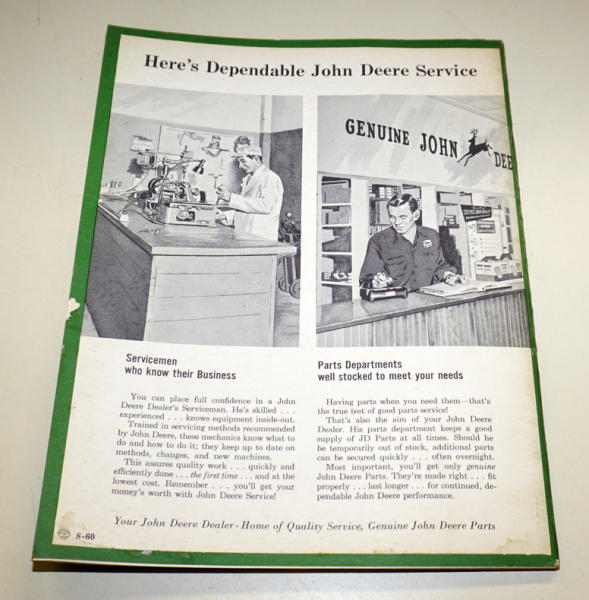 Here's Dependable John Deere Service
GENUINE JOHN DEE
Servicemen
who know their Business
You can place full confidence in a John
Deere Dealer's Serviceman. He's skilled . . .
experienced . . . knows equipment inside-out.
Trained in servicing methods recommended
by John Deere, these mechanics know what to
do and how to do it; they keep up to date on
methods, changes, and new machines.
This assures quality work . . . quickly and
efficiently done . . . the first time . . . and at the
lowest cost. Remember . . . you'll get your
money's worth with John Deere Service!
Parts Departments
well stocked to meet your needs
Having parts when you need them—that's
the true test of good parts service!
That's also the aim of your John Deere
Dealer. His parts department keeps a good
supply of JD Parts at all times. Should he
be temporarily out of stock, additional parts
can be secured quickly . . . often overnight.
Most important, you'll get only genuine
John Deere Parts. They're made right . . . fit
properly . . . last longer . . . for continued, de-
pendable John Deere performance.
Your John Deere Dealer-Home of Quality Service, Genuine John Deere Parts
8-60